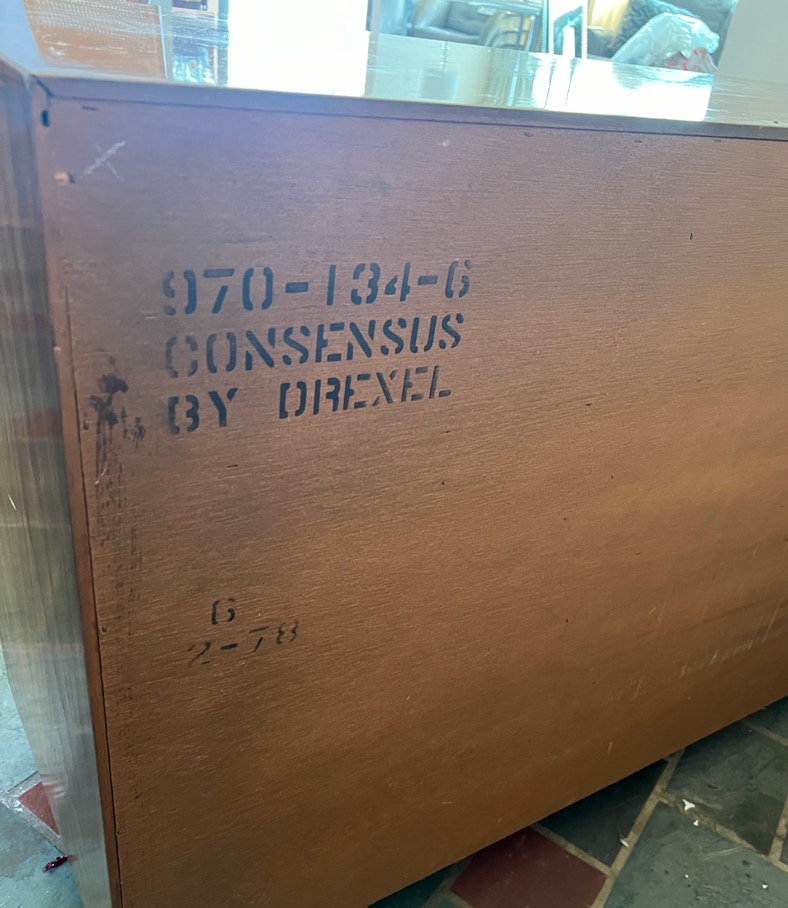 970-134-6
CONSENSUS
BY DREXEL
6
2-78